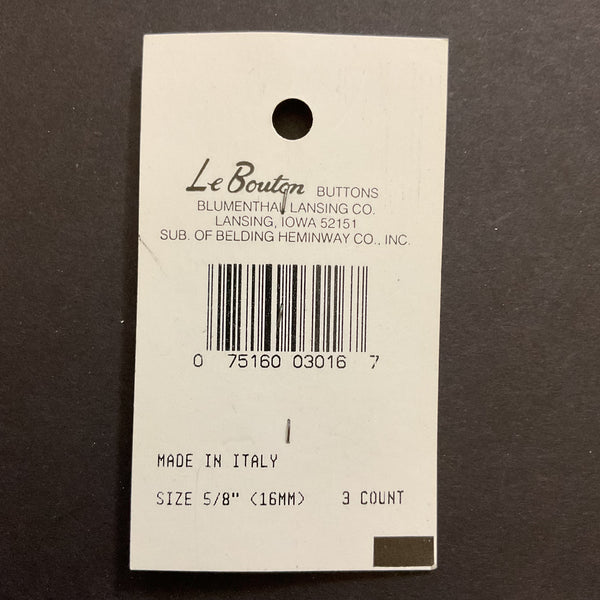 Le Bouton BUTTONS
BLUMENTHAL LANSING CO.
LANSING, IOWA 52151
SUB. OF BELDING HEMINWAY CO., INC.
0 75160 03016 7
MADE IN ITALY
SIZE 5/8" (16MM) 3 COUNT